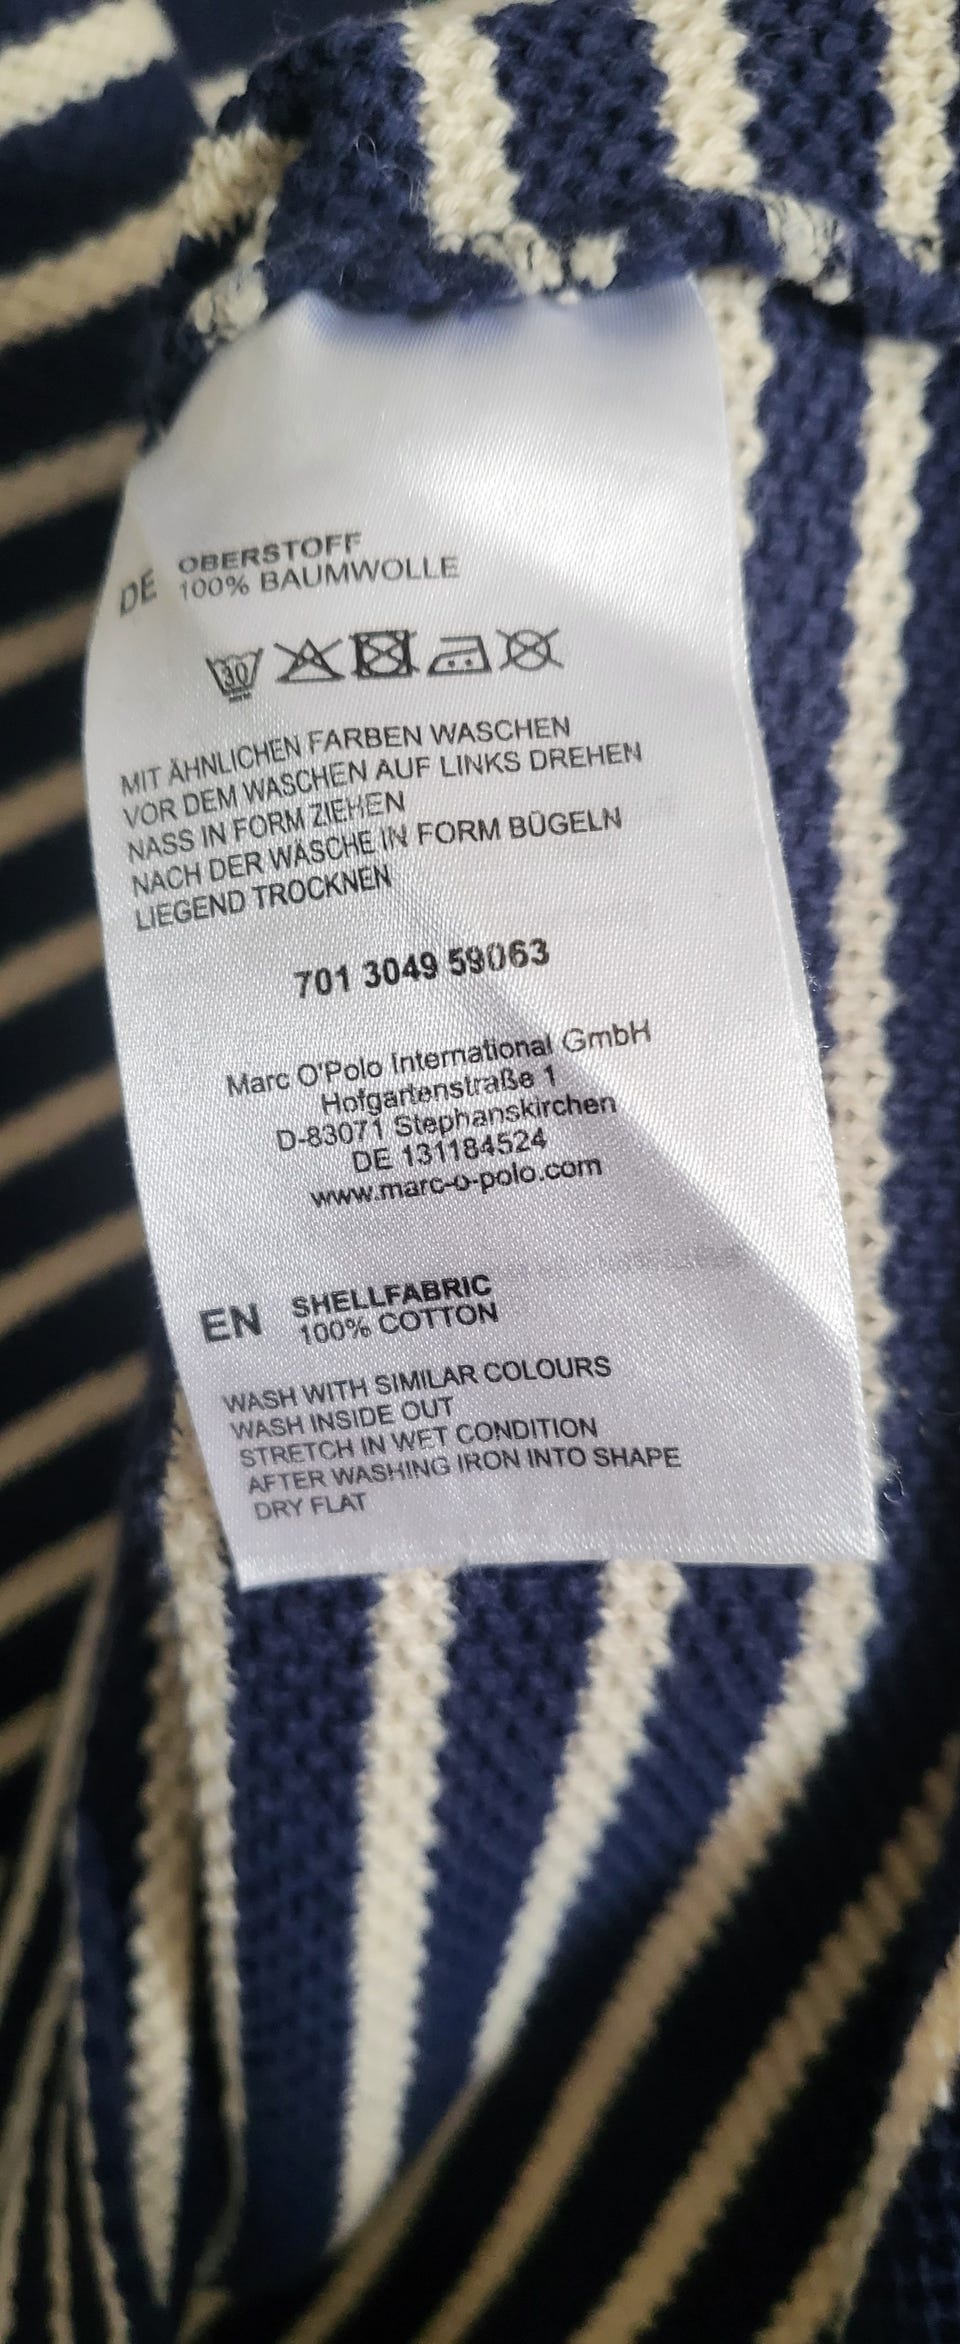 DE OBERSTOFF
100% BAUMWOLLE
30
MIT ÄHNLICHEN FARBEN WASCHEN
VOR DEM WASCHEN AUF LINKS DREHEN
NASS IN FORM ZIEHEN
NACH DER WÄSCHE IN FORM BÜGELN
LIEGEND TROCKNEN
701 3049 59063
Marc O'Polo International GmbH
Hofgartenstraße 1
D-83071 Stephanskirchen
DE 131184524
www.marc-o-polo.com
EN SHELLFABRIC
100% COTTON
WASH WITH SIMILAR COLOURS
WASH INSIDE OUT
STRETCH IN WET CONDITION
AFTER WASHING IRON INTO SHAPE
DRY FLAT